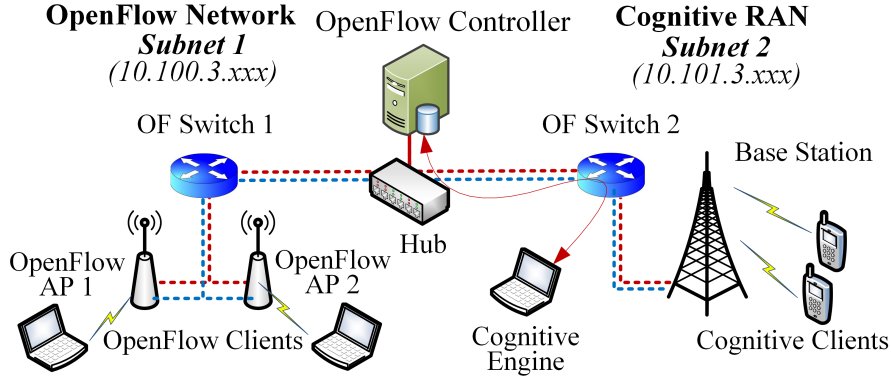 OpenFlow Network
Subnet 1
(10.100.3.xxx)
OpenFlow Controller
Cognitive RAN
Subnet 2
(10.101.3.xxx)
OF Switch 1
OF Switch 2
Base Station
Hub
OpenFlow
AP 1
OpenFlow
AP 2
OpenFlow Clients
Cognitive
Engine
Cognitive Clients